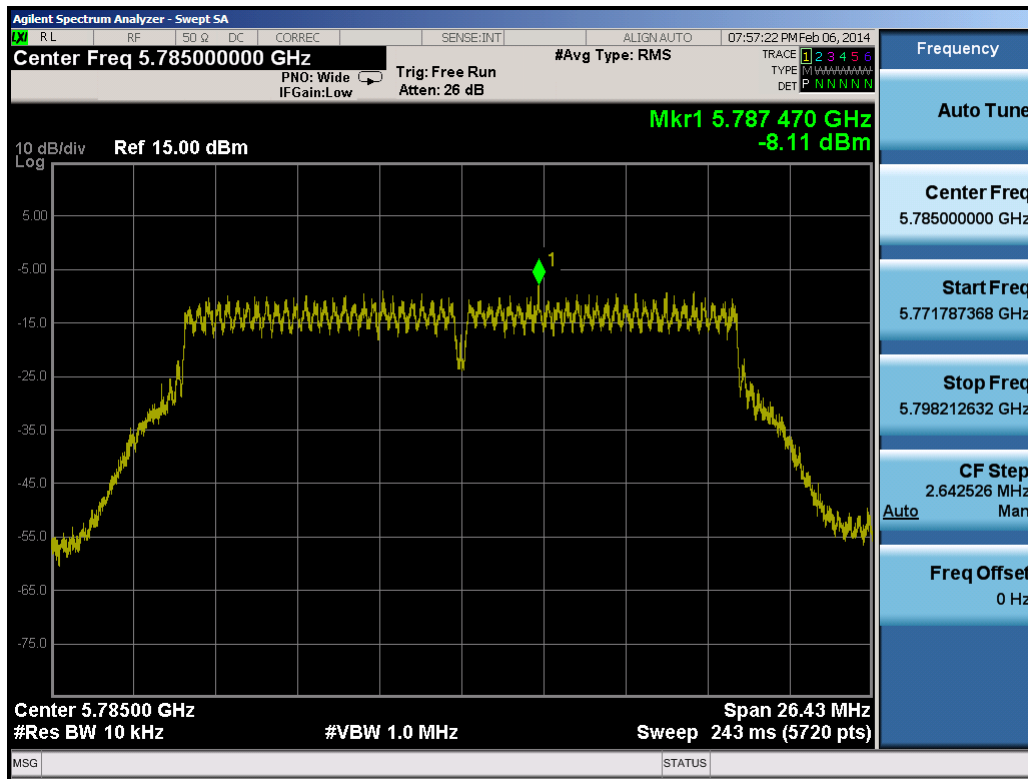 Agilent Spectrum Analyzer - Swept SA
LXI RL RF 50 Ω DC CORREC SENSE:INT ALIGN AUTO 07:57:22 PM Feb 06, 2014
Center Freq 5.785000000 GHz
#Avg Type: RMS
TRACE 1 2 3 4 5 6
PNO: Wide
Trig: Free Run
TYPE M W W W W W
IFGain:Low
Atten: 26 dB
DET P N N N N N
Mkr1 5.787 470 GHz
-8.11 dBm
10 dB/div
Ref 15.00 dBm
Log
5.00
1
-5.00
-15.0
-25.0
-35.0
-45.0
-55.0
-65.0
-75.0
Center 5.78500 GHz
Span 26.43 MHz
#Res BW 10 kHz
#VBW 1.0 MHz
Sweep 243 ms (5720 pts)
MSG
STATUS
Frequency
Auto Tune
Center Freq
5.785000000 GHz
Start Freq
5.771787368 GHz
Stop Freq
5.798212632 GHz
CF Step
2.642526 MHz
Auto Man
Freq Offset
0 Hz